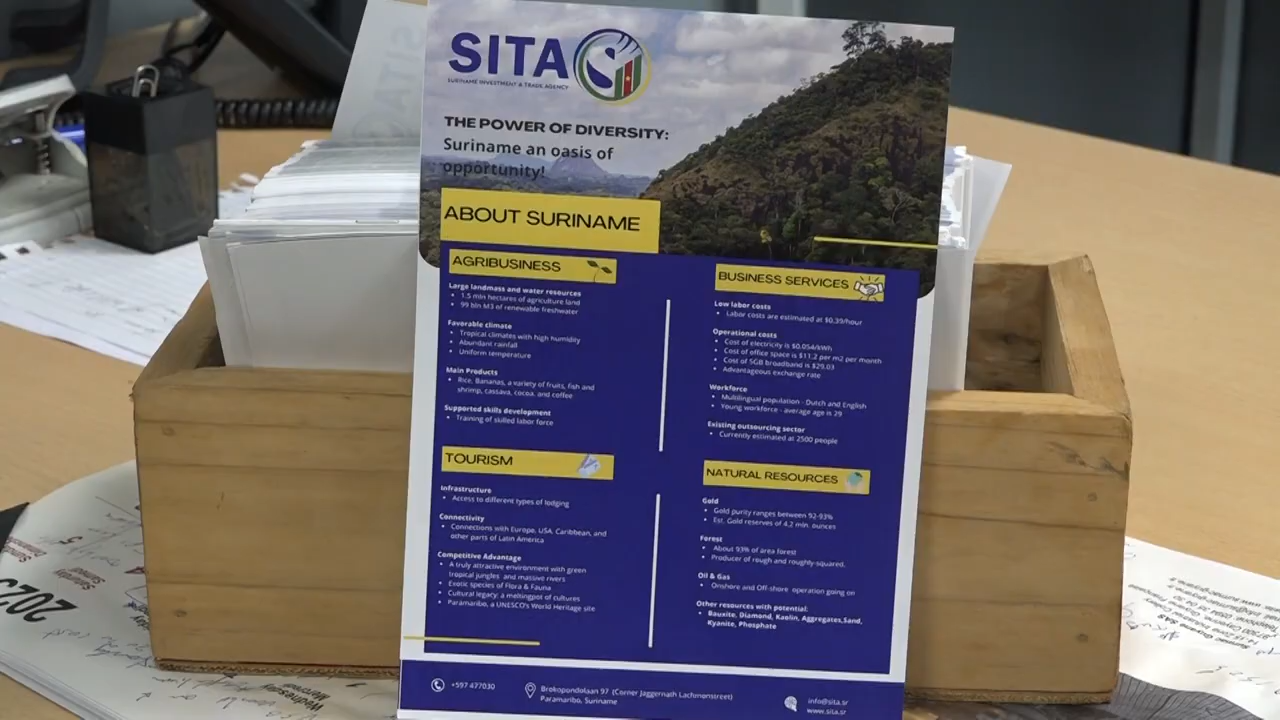 SITA
SURINAME INVESTMENT & TRADE AGENCY
THE POWER OF DIVERSITY:
Suriname an oasis of
opportunity!
ABOUT SURINAME
AGRIBUSINESS
Large landmass and water resources
• 1.5 mln hectares of agriculture land
• 99 bln M3 of renewable freshwater
Favorable climate
• Tropical climates with high humidity
• Abundant rainfall
• Uniform temperature
Main Products
• Rice, Bananas, a variety of fruits, fish and
shrimp, cassava, cocoa, and coffee
Supported skills development
• Training of skilled labor force
BUSINESS SERVICES
Low labor costs
• Labor costs are estimated at $0.39/hour
Operational costs
• Cost of electricity is $0.054/kWh
• Cost of office space is $11.2 per m2 per month
• Cost of 5GB broadband is $29.03
• Advantageous exchange rate
Workforce
• Multilingual population - Dutch and English
• Young workforce - average age is 29
Existing outsourcing sector
• Currently estimated at 2500 people
TOURISM
Infrastructure
• Access to different types of lodging
Connectivity
• Connections with Europe, USA, Caribbean, and
other parts of Latin America
Competitive Advantage
• A truly attractive environment with green
tropical jungles and massive rivers
• Exotic species of Flora & Fauna
• Cultural legacy: a meltingpot of cultures
• Paramaribo, a UNESCO's World Heritage site
NATURAL RESOURCES
Gold
• Gold purity ranges between 92-93%
• Est. Gold reserves of 4.2 mln. ounces
Forest
• About 93% of area forest
• Producer of rough and roughly-squared.
Oil & Gas
• Onshore and Off-shore operation going on
Other resources with potential:
• Bauxite, Diamond, Kaolin, Aggregates,Sand,
Kyanite, Phosphate
+597 477030
Brokopondolaan 97 (Corner Jaggernath Lachmonstreet)
Paramaribo, Suriname
info@sita.sr
www.sita.sr